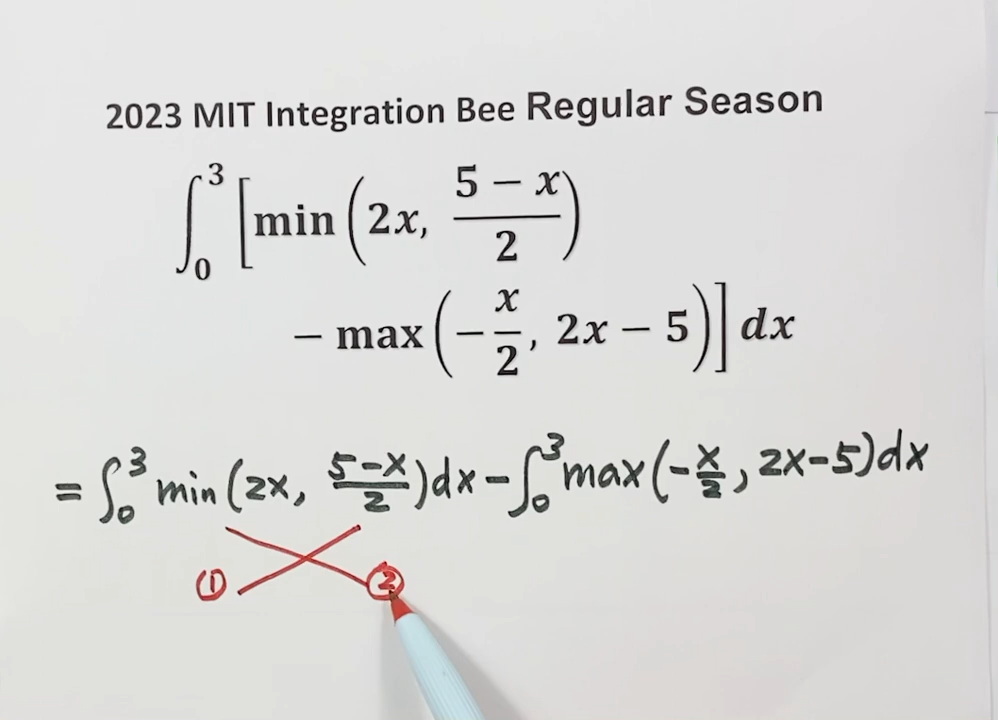 2023 MIT Integration Bee Regular Season
∫₀³ [min (2x, (5 − x)/2)
− max (−x/2, 2x − 5)] dx
= ∫₀³ min (2x, (5−x)/2) dx − ∫₀³ max (−x/2, 2x−5) dx
① ②